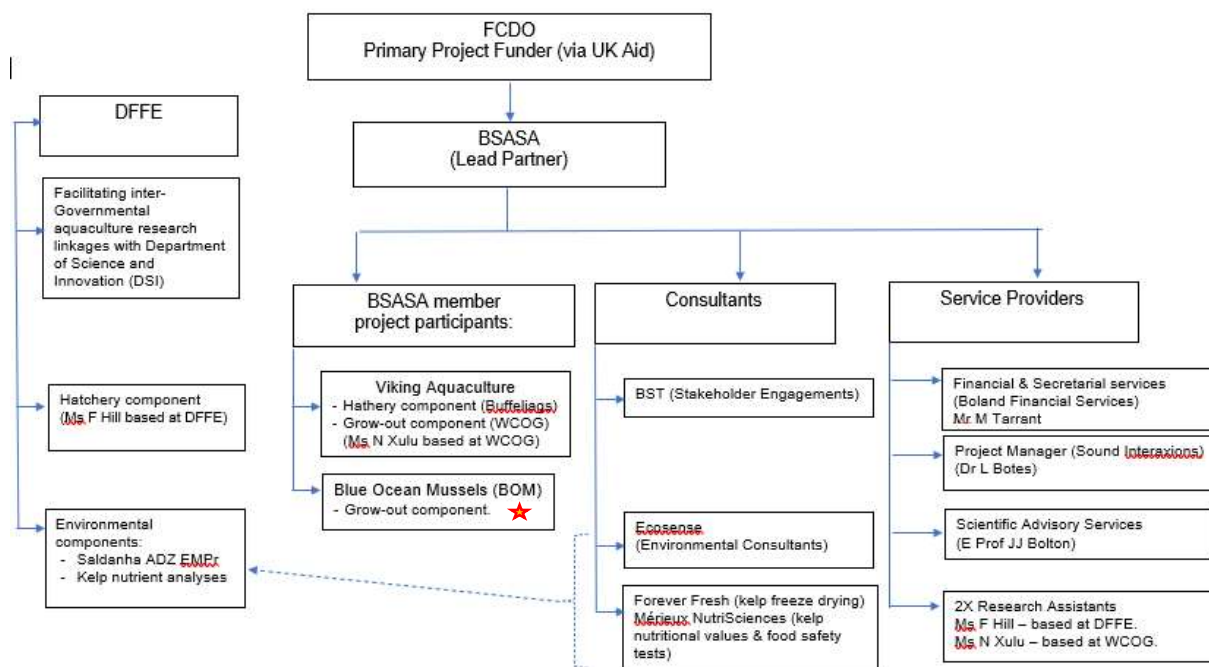 FCDO
Primary Project Funder (via UK Aid)
DFFE
BSASA
(Lead Partner)
Facilitating inter-
Governmental
aquaculture research
linkages with Department
of Science and
Innovation (DSI)
Hatchery component
(Ms F Hill based at DFFE)
Environmental
components:
- Saldanha ADZ EMPr
- Kelp nutrient analyses
BSASA member
project participants:
Viking Aquaculture
- Hathery component (Buffeljags)
- Grow-out component (WCOG)
(Ms N Xulu based at WCOG)
Blue Ocean Mussels (BOM)
- Grow-out component.
Consultants
BST (Stakeholder Engagements)
Ecosense
(Environmental Consultants)
Forever Fresh (kelp freeze drying)
Mérieux NutriSciences (kelp
nutritional values & food safety
tests)
Service Providers
Financial & Secretarial services
(Boland Financial Services)
Mr M Tarrant
Project Manager (Sound Interaxions)
(Dr L Botes)
Scientific Advisory Services
(E Prof JJ Bolton)
2X Research Assistants
Ms F Hill – based at DFFE.
Ms N Xulu – based at WCOG.